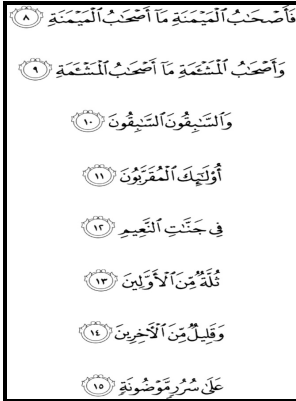 فَأَصْحَٰبُ ٱلْمَيْمَنَةِ مَآ أَصْحَٰبُ ٱلْمَيْمَنَةِ ٨
وَأَصْحَٰبُ ٱلْمَشْـَٔمَةِ مَآ أَصْحَٰبُ ٱلْمَشْـَٔمَةِ ٩
وَٱلسَّٰبِقُونَ ٱلسَّٰبِقُونَ ١٠
أُو۟لَٰٓئِكَ ٱلْمُقَرَّبُونَ ١١
فِى جَنَّٰتِ ٱلنَّعِيمِ ١٢
ثُلَّةٌ مِّنَ ٱلْأَوَّلِينَ ١٣
وَقَلِيلٌ مِّنَ ٱلْءَاخِرِينَ ١٤
عَلَىٰ سُرُرٍ مَّوْضُونَةٍ ١٥